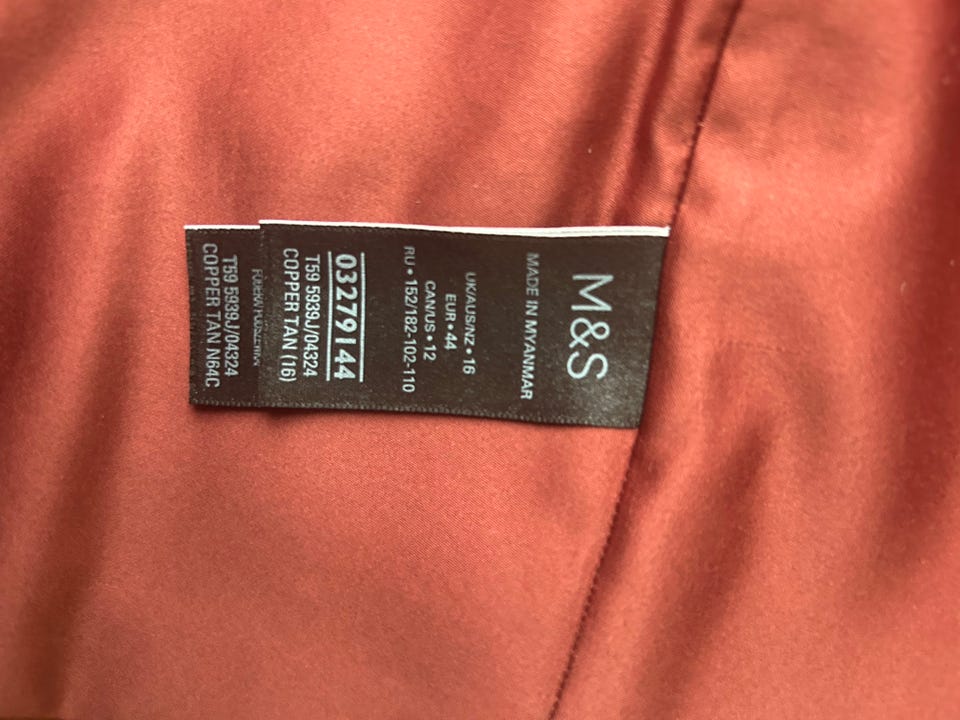 M&S
MADE IN MYANMAR
UK/AUS/NZ • 16
EUR • 44
CAN/US • 12
RU • 152/182-102-110
03279144
T59 5939J/04324
COPPER TAN (16)
T59 5939J/04324
COPPER TAN N64C